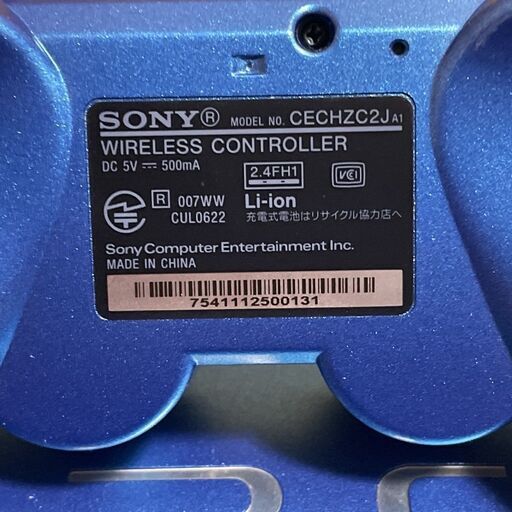 SONY® MODEL NO. CECHZC2J A1
WIRELESS CONTROLLER
DC 5V ⎓ 500mA
2.4FH1
VCI
R 007WW
CUL0622
Li-ion
充電式電池はリサイクル協力店へ
Sony Computer Entertainment Inc.
MADE IN CHINA
7541112500131